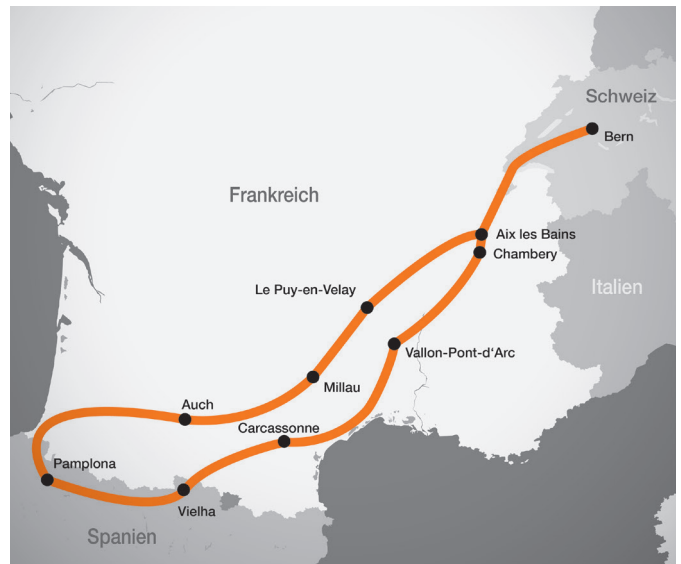 Schweiz
Bern
Frankreich
Aix les Bains
Chambery
Italien
Le Puy-en-Velay
Vallon-Pont-d‘Arc
Millau
Auch
Carcassonne
Pamplona
Vielha
Spanien